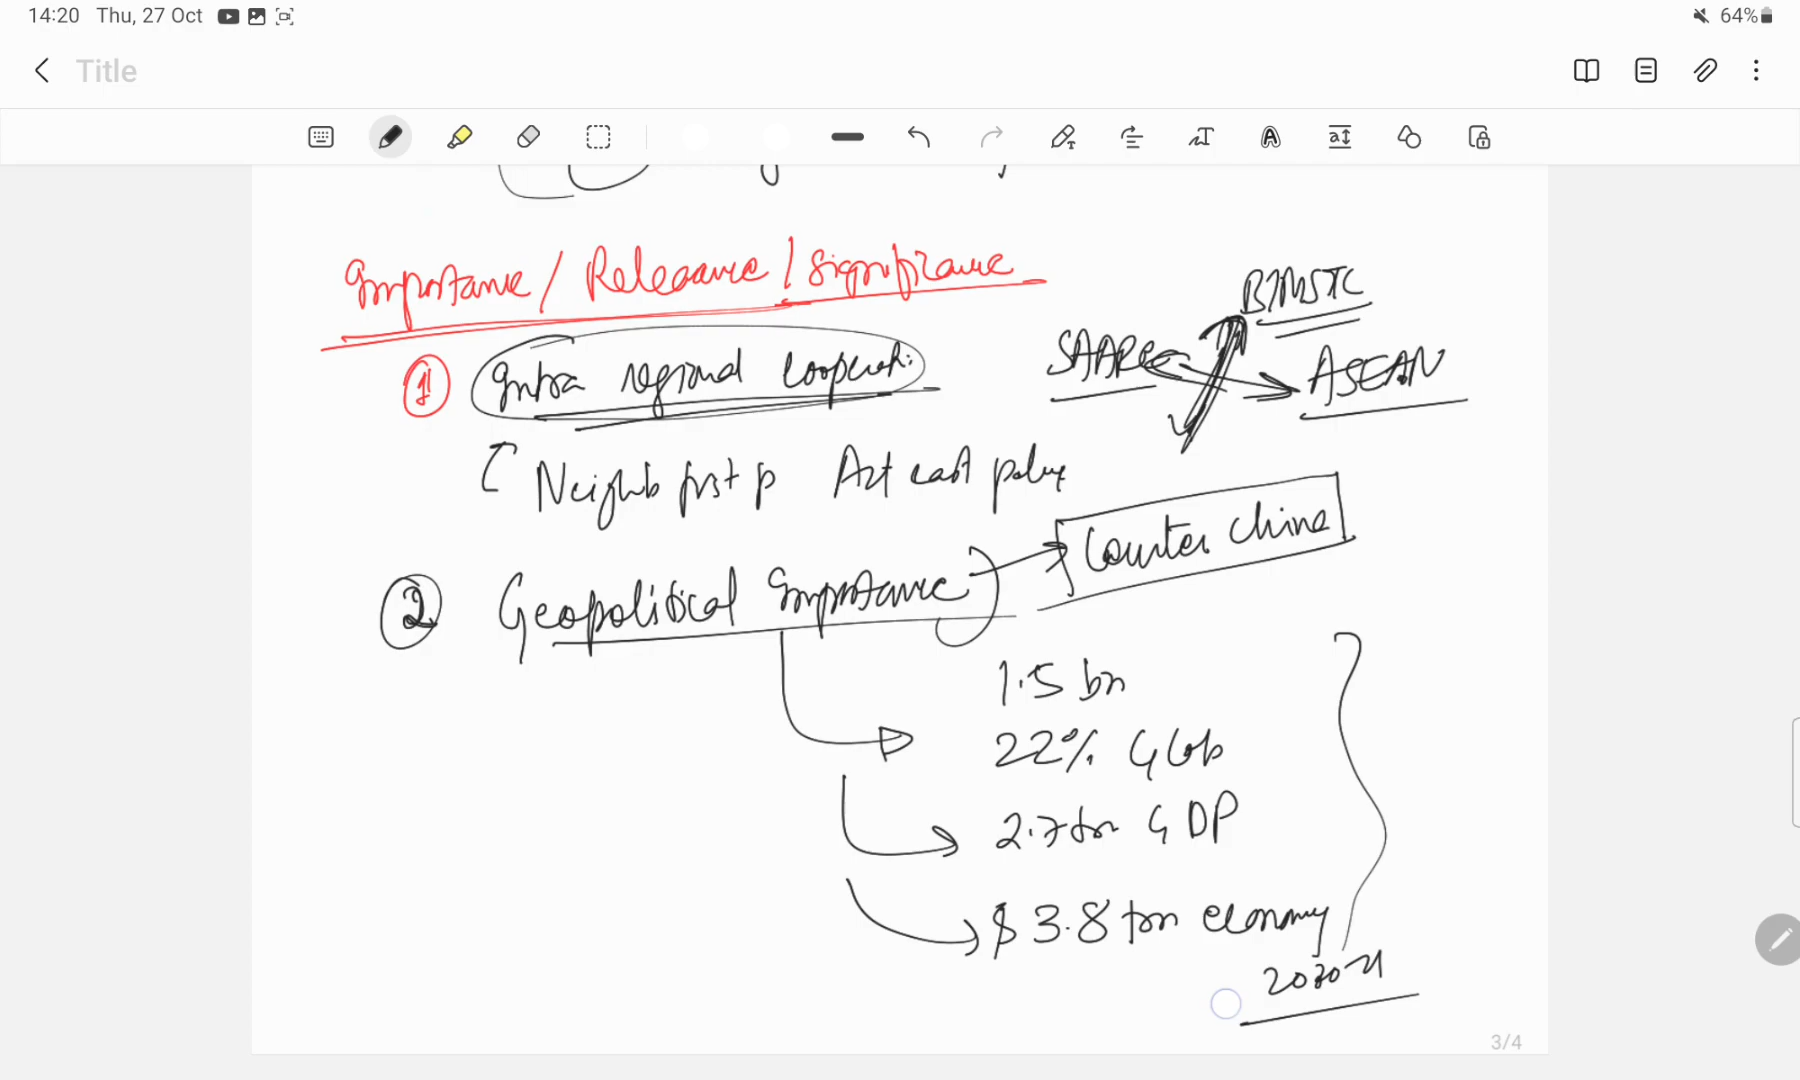 14:20 Thu, 27 Oct
64%
Title
Importance / Relevance / Significance
BIMSTC
SAARC
ASEAN
1 Intra regional cooperati:
Neighb first p Act east policy
Counter China
2 Geopolitical Importance
1.5 bn
22% Glob
2.7 trn GDP
$ 3.8 trn economy
2020-21
3/4